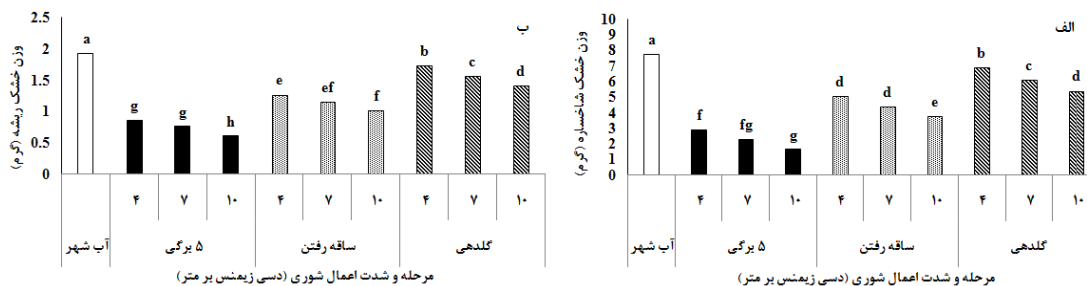 الف
وزن خشک شاخساره (گرم)
10
9
8
7
6
5
4
3
2
1
0
a
f
fg
g
d
d
e
b
c
d
۴ ۷ ۱۰ ۴ ۷ ۱۰ ۴ ۷ ۱۰
آب شهر ۵ برگی ساقه رفتن گلدهی
مرحله و شدت اعمال شوری (دسی زیمنس بر متر)
ب
وزن خشک ریشه (گرم)
2.5
2
1.5
1
0.5
0
a
g
g
h
e
ef
f
b
c
d
۴ ۷ ۱۰ ۴ ۷ ۱۰ ۴ ۷ ۱۰
آب شهر ۵ برگی ساقه رفتن گلدهی
مرحله و شدت اعمال شوری (دسی زیمنس بر متر)